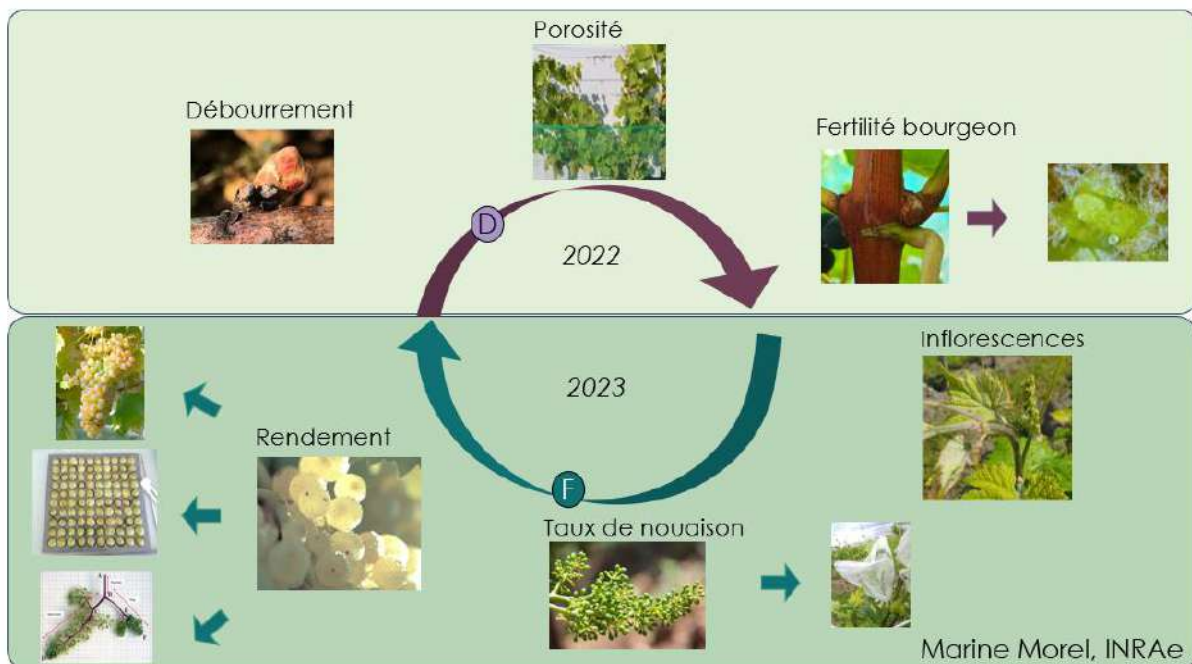 Porosité
Débourrement
Fertilité bourgeon
D
2022
Inflorescences
2023
Rendement
F
Taux de nouaison
Marine Morel, INRAe